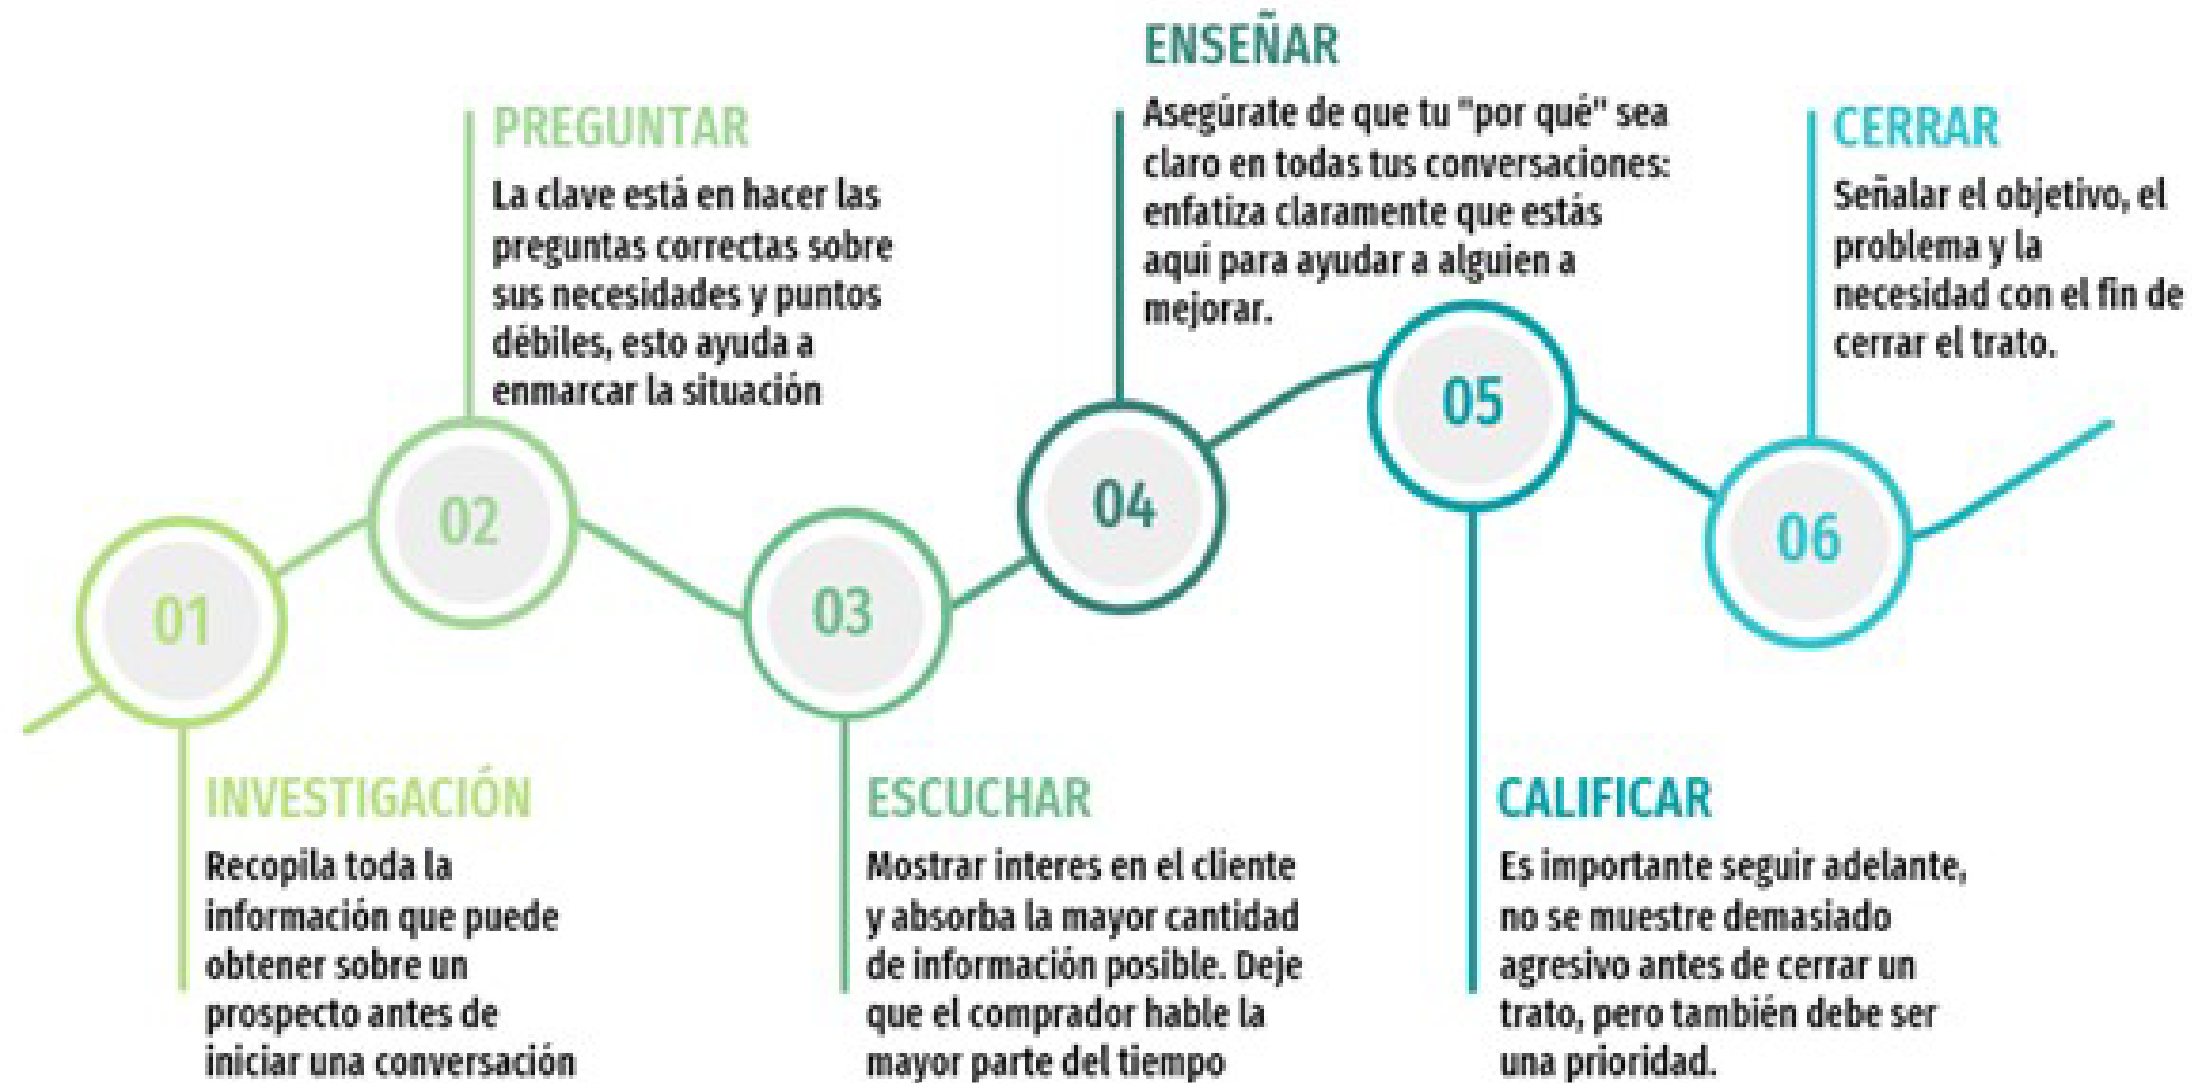 01
INVESTIGACIÓN
Recopila toda la
información que puede
obtener sobre un
prospecto antes de
iniciar una conversación
02
PREGUNTAR
La clave está en hacer las
preguntas correctas sobre
sus necesidades y puntos
débiles, esto ayuda a
enmarcar la situación
03
ESCUCHAR
Mostrar interes en el cliente
y absorba la mayor cantidad
de información posible. Deje
que el comprador hable la
mayor parte del tiempo
04
ENSEÑAR
Asegúrate de que tu "por qué" sea
claro en todas tus conversaciones:
enfatiza claramente que estás
aquí para ayudar a alguien a
mejorar.
05
CALIFICAR
Es importante seguir adelante,
no se muestre demasiado
agresivo antes de cerrar un
trato, pero también debe ser
una prioridad.
06
CERRAR
Señalar el objetivo, el
problema y la
necesidad con el fin de
cerrar el trato.